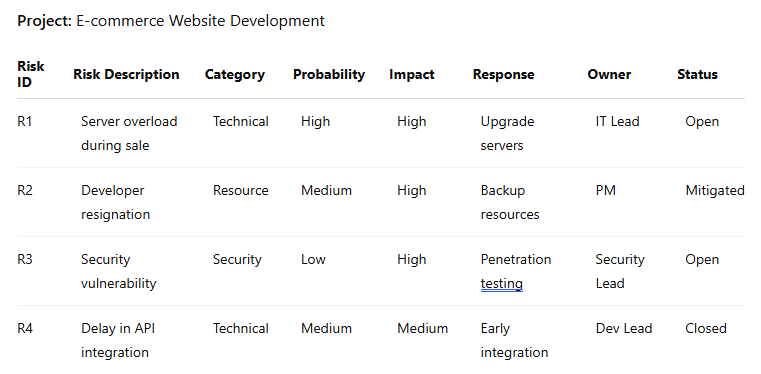 Project: E-commerce Website Development
Risk ID Risk Description Category Probability Impact Response Owner Status
R1 Server overload during sale Technical High High Upgrade servers IT Lead Open
R2 Developer resignation Resource Medium High Backup resources PM Mitigated
R3 Security vulnerability Security Low High Penetration testing Security Lead Open
R4 Delay in API integration Technical Medium Medium Early integration Dev Lead Closed